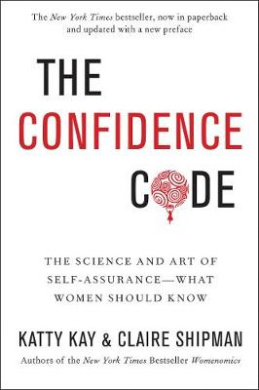 The New York Times bestseller, now in paperback
and updated with a new preface
THE
CONFIDENCE
CODE
THE SCIENCE AND ART OF
SELF-ASSURANCE—WHAT
WOMEN SHOULD KNOW
KATTY KAY & CLAIRE SHIPMAN
Authors of the New York Times Bestseller Womenomics